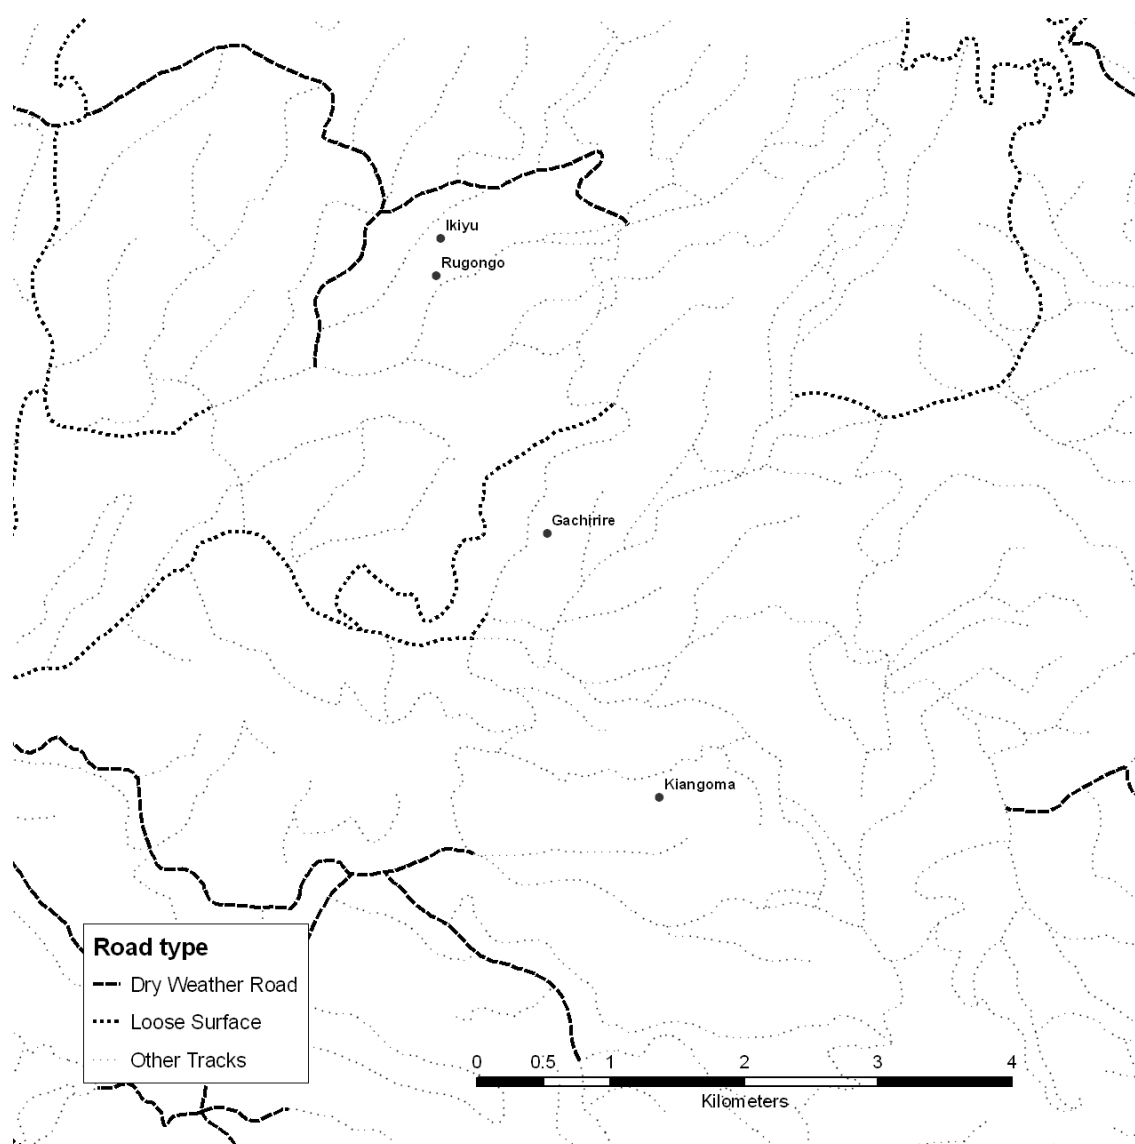 Ikiyu
Rugongo
Gachirire
Kiangoma
Road type
Dry Weather Road
Loose Surface
Other Tracks
0 0.5 1 2 3 4
Kilometers